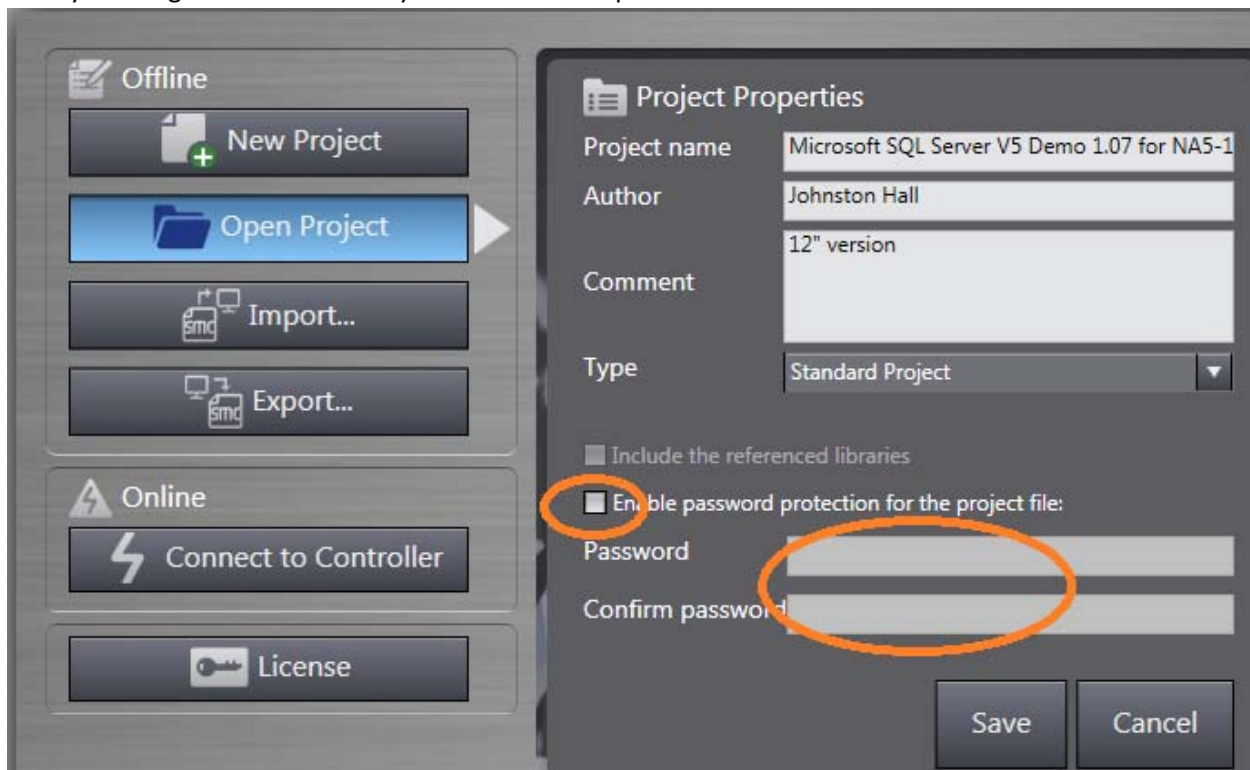 Offline
New Project
Open Project
smc Import...
smc Export...
Online
Connect to Controller
License
Project Properties
Project name Microsoft SQL Server V5 Demo 1.07 for NA5-1
Author Johnston Hall
Comment 12" version
Type Standard Project
Include the referenced libraries
Enable password protection for the project file:
Password
Confirm password
Save Cancel